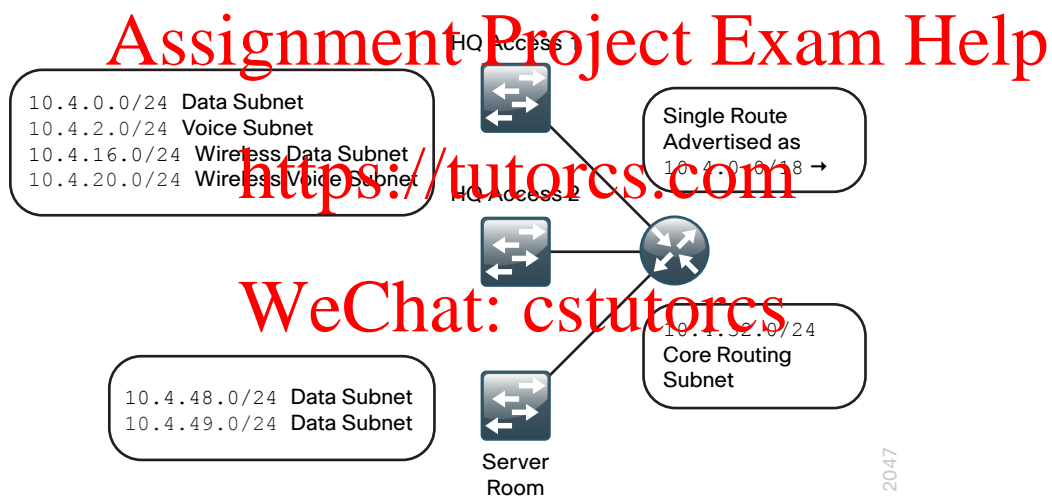 Assignment Project Exam Help
HQ Access 1
10.4.0.0/24 Data Subnet
10.4.2.0/24 Voice Subnet
10.4.16.0/24 Wireless Data Subnet
10.4.20.0/24 Wireless Voice Subnet
Single Route
Advertised as
10.4.0.0/18 →
https://tutorcs.com
HQ Access 2
WeChat: cstutorcs
10.4.32.0/24
Core Routing
Subnet
10.4.48.0/24 Data Subnet
10.4.49.0/24 Data Subnet
Server
Room
2047